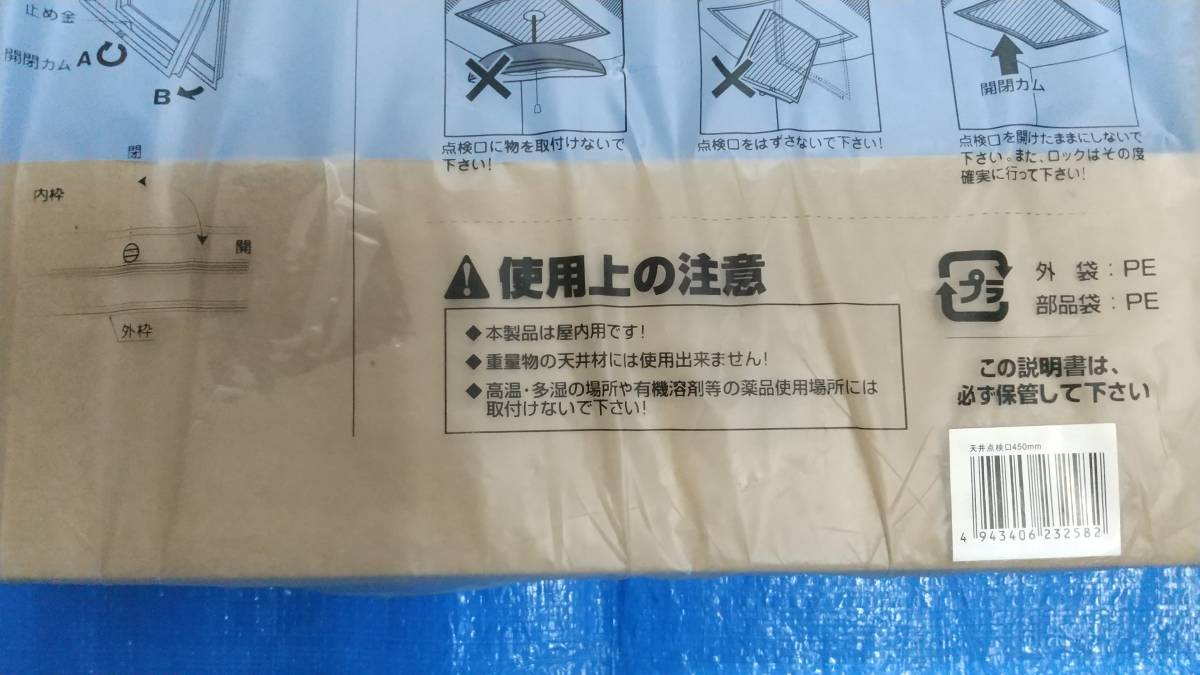 止め金
開閉カム A
B
閉
内枠
開
外枠
点検口に物を取付けないで
下さい!
点検口をはずさないで下さい!
開閉カム
点検口を開けたままにしないで
下さい。また、ロックはその度
確実に行って下さい!
使用上の注意
◆本製品は屋内用です!
◆重量物の天井材には使用出来ません!
◆高温・多湿の場所や有機溶剤等の薬品使用場所には
取付けないで下さい!
プラ
外 袋：PE
部品袋：PE
この説明書は、
必ず保管して下さい
天井点検口450mm
4 943406 232582